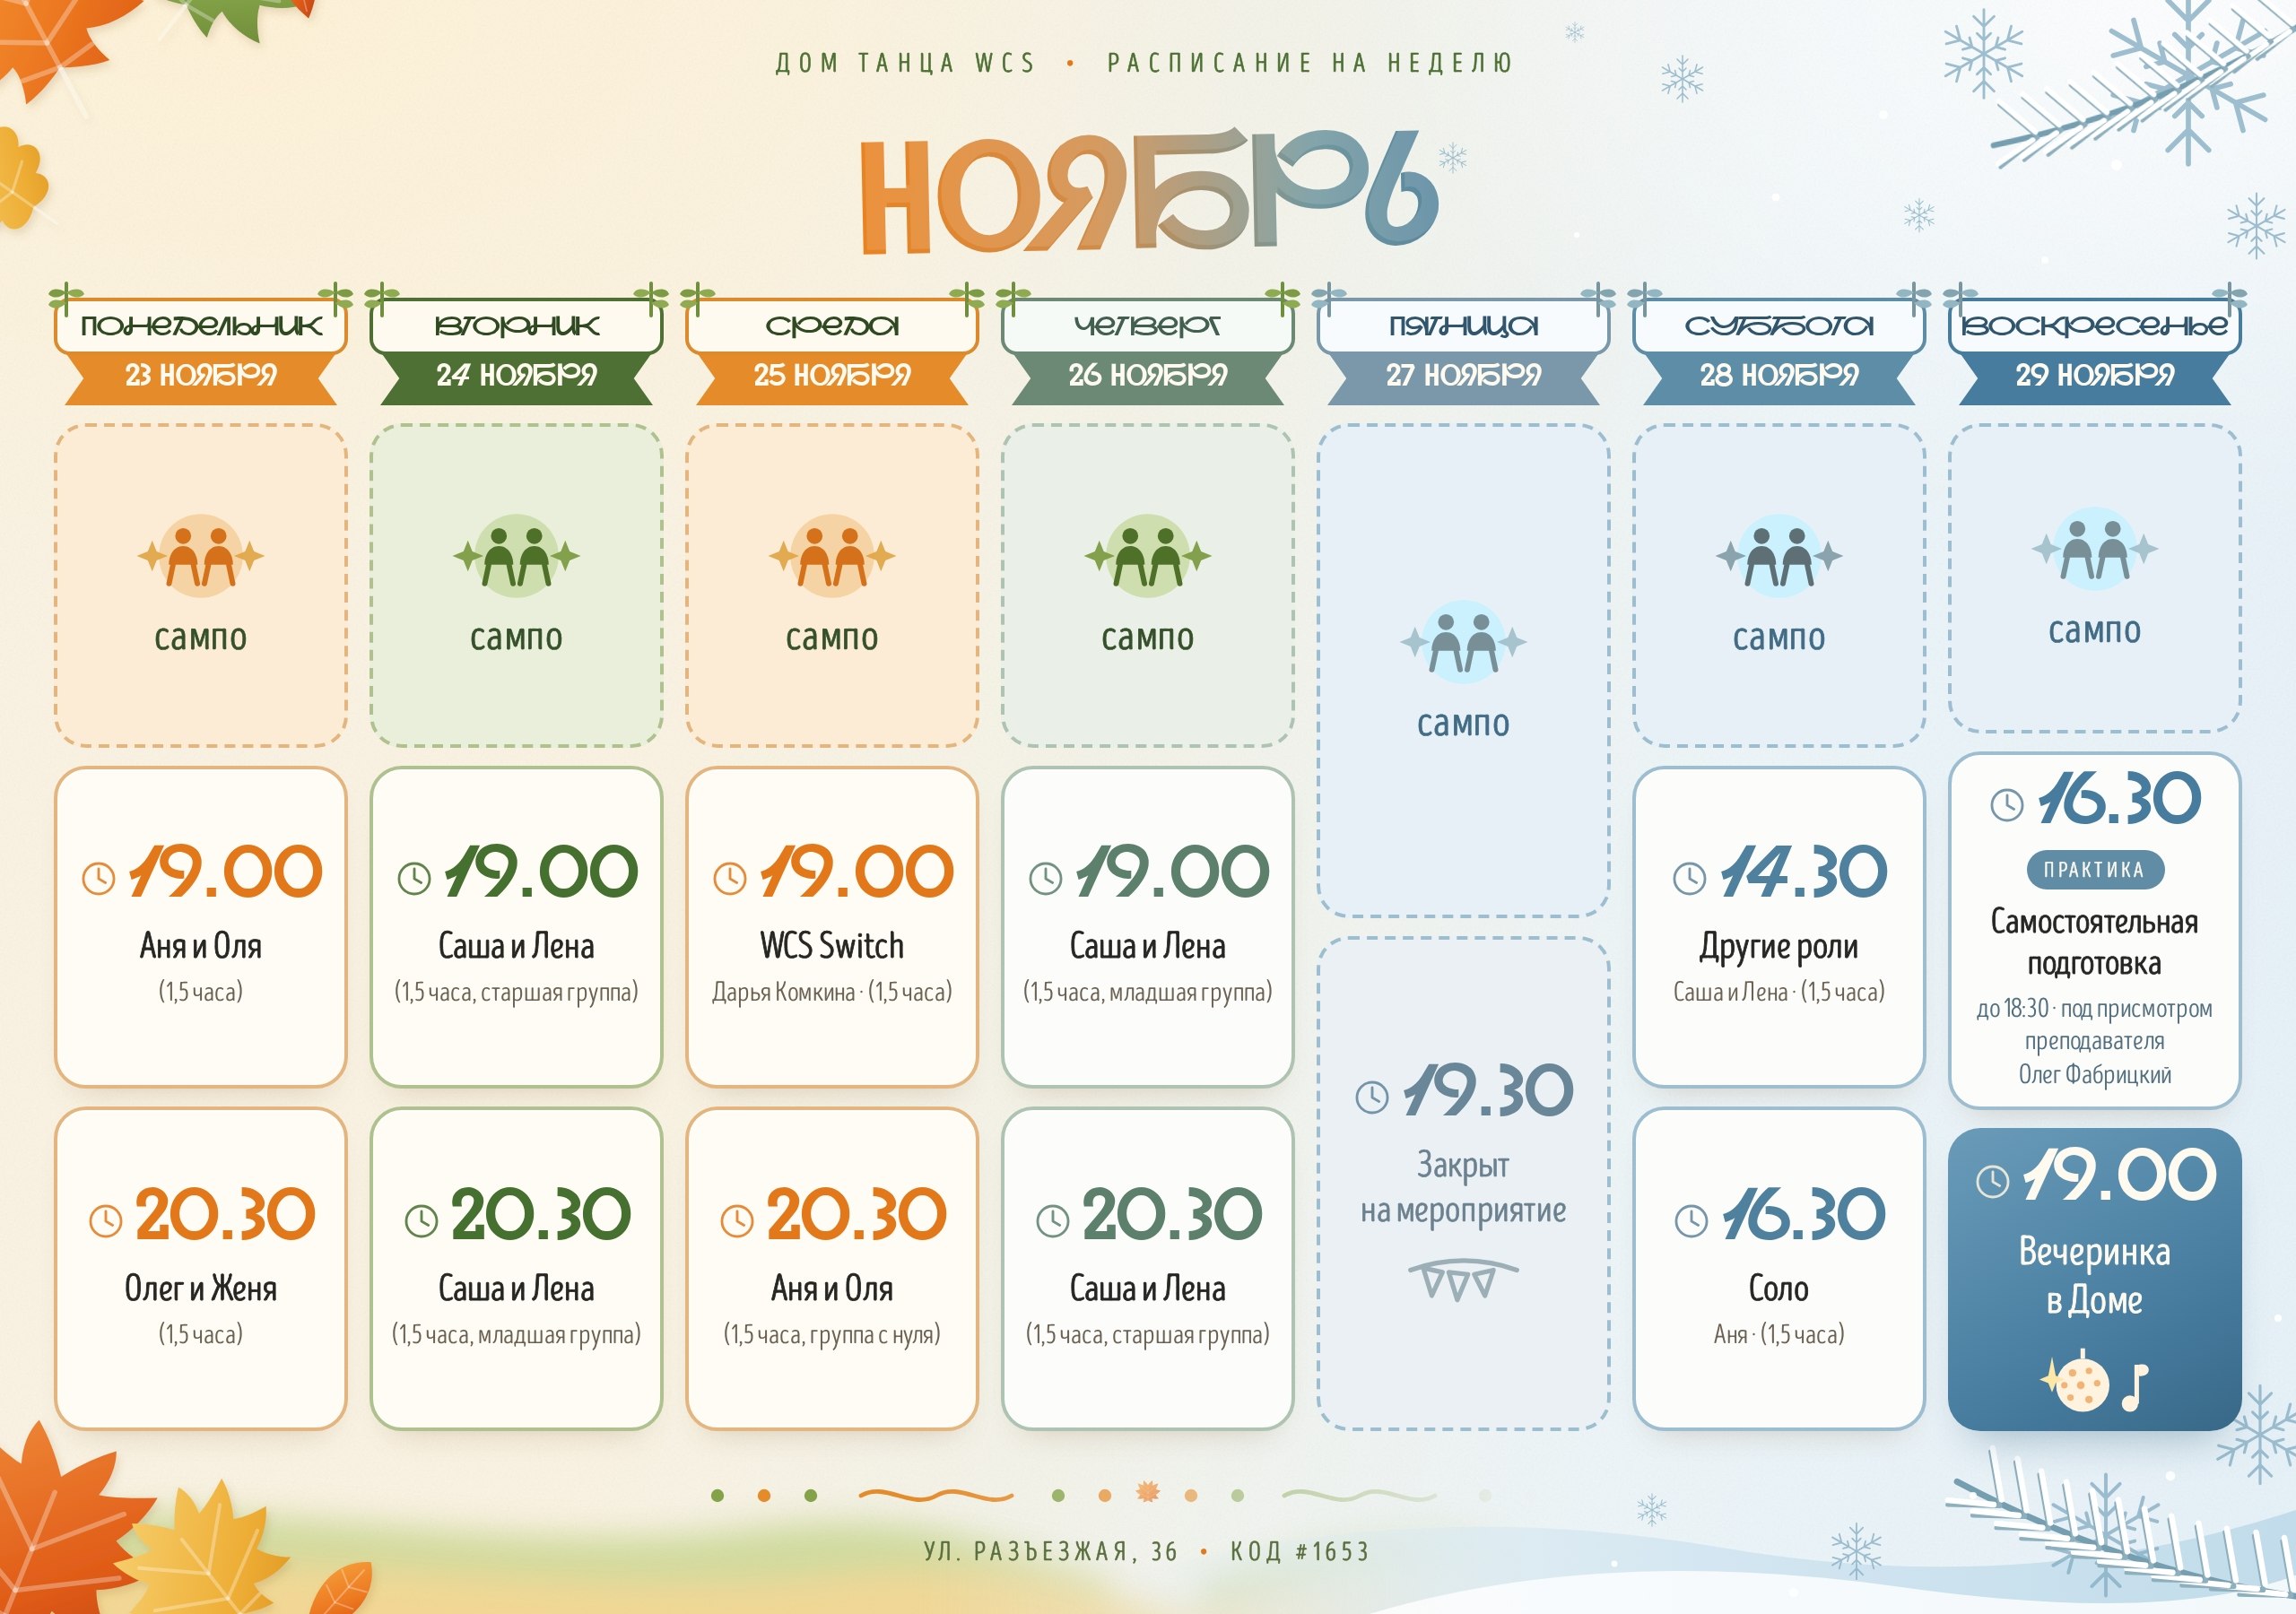 ДОМ ТАНЦА WCS • РАСПИСАНИЕ НА НЕДЕЛЮ
НОЯБРЬ
понедельник
23 НОЯБРЯ
сампо
19.00
Аня и Оля
(1,5 часа)
20.30
Олег и Женя
(1,5 часа)
вторник
24 НОЯБРЯ
сампо
19.00
Саша и Лена
(1,5 часа, старшая группа)
20.30
Саша и Лена
(1,5 часа, младшая группа)
среда
25 НОЯБРЯ
сампо
19.00
WCS Switch
Дарья Комкина · (1,5 часа)
20.30
Аня и Оля
(1,5 часа, группа с нуля)
четверг
26 НОЯБРЯ
сампо
19.00
Саша и Лена
(1,5 часа, младшая группа)
20.30
Саша и Лена
(1,5 часа, старшая группа)
пятница
27 НОЯБРЯ
сампо
19.30
Закрыт
на мероприятие
суббота
28 НОЯБРЯ
сампо
14.30
Другие роли
Саша и Лена · (1,5 часа)
16.30
Соло
Аня · (1,5 часа)
воскресенье
29 НОЯБРЯ
сампо
16.30
ПРАКТИКА
Самостоятельная
подготовка
до 18:30 · под присмотром
преподавателя
Олег Фабрицкий
19.00
Вечеринка
в Доме
УЛ. РАЗЪЕЗЖАЯ, 36 • КОД #1653